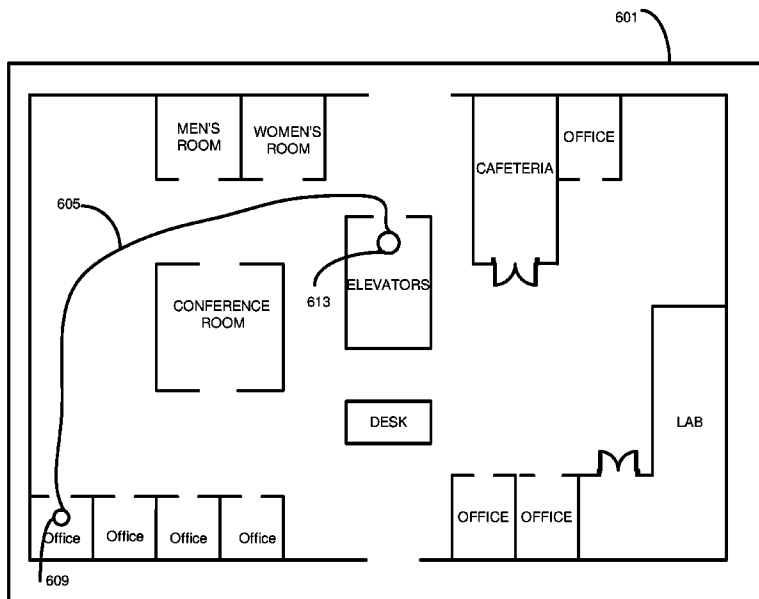 601
MEN'S
ROOM
WOMEN'S
ROOM
OFFICE
CAFETERIA
605
613
ELEVATORS
CONFERENCE
ROOM
DESK
LAB
OFFICE
OFFICE
Office
Office
Office
Office
609